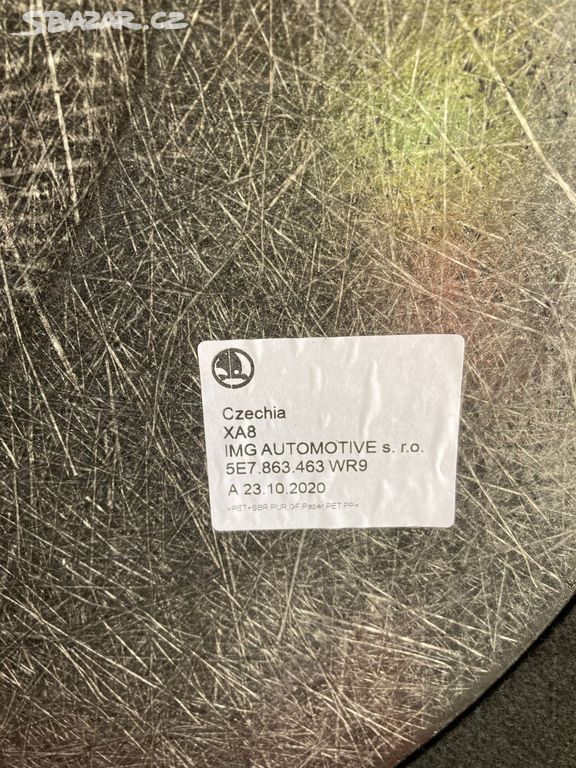 SBAZAR.CZ
Czechia
XA8
IMG AUTOMOTIVE s. r.o.
5E7.863.463 WR9
A 23.10.2020
>PET+SBR,PUR,GF,Paper,PET,PP<